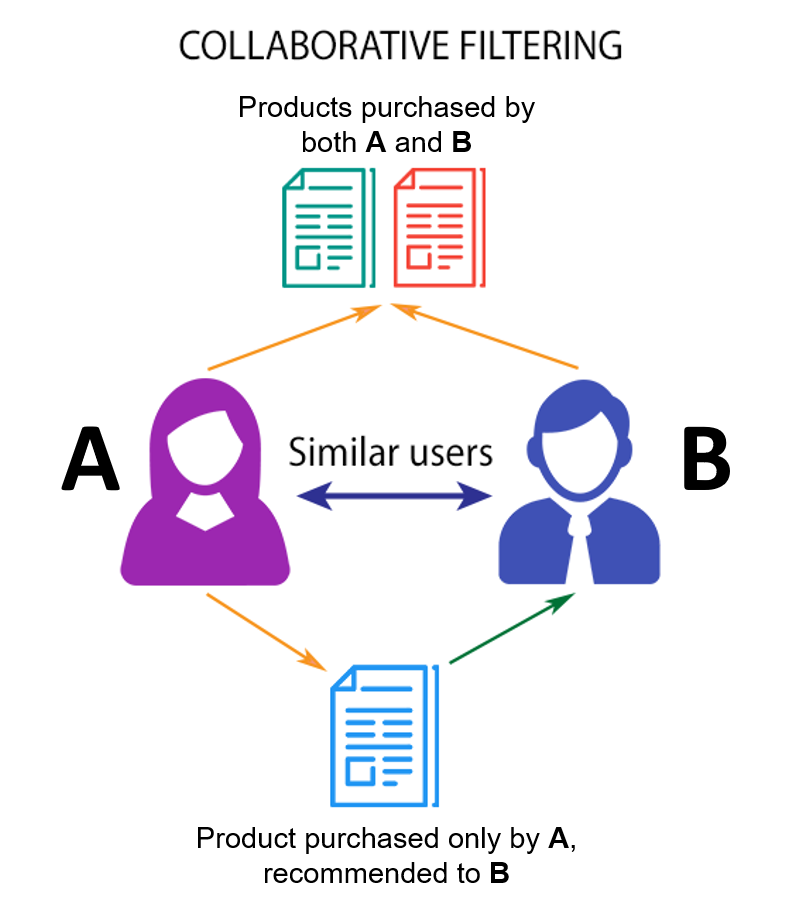 COLLABORATIVE FILTERING
Products purchased by
both A and B
A
Similar users
B
Product purchased only by A,
recommended to B